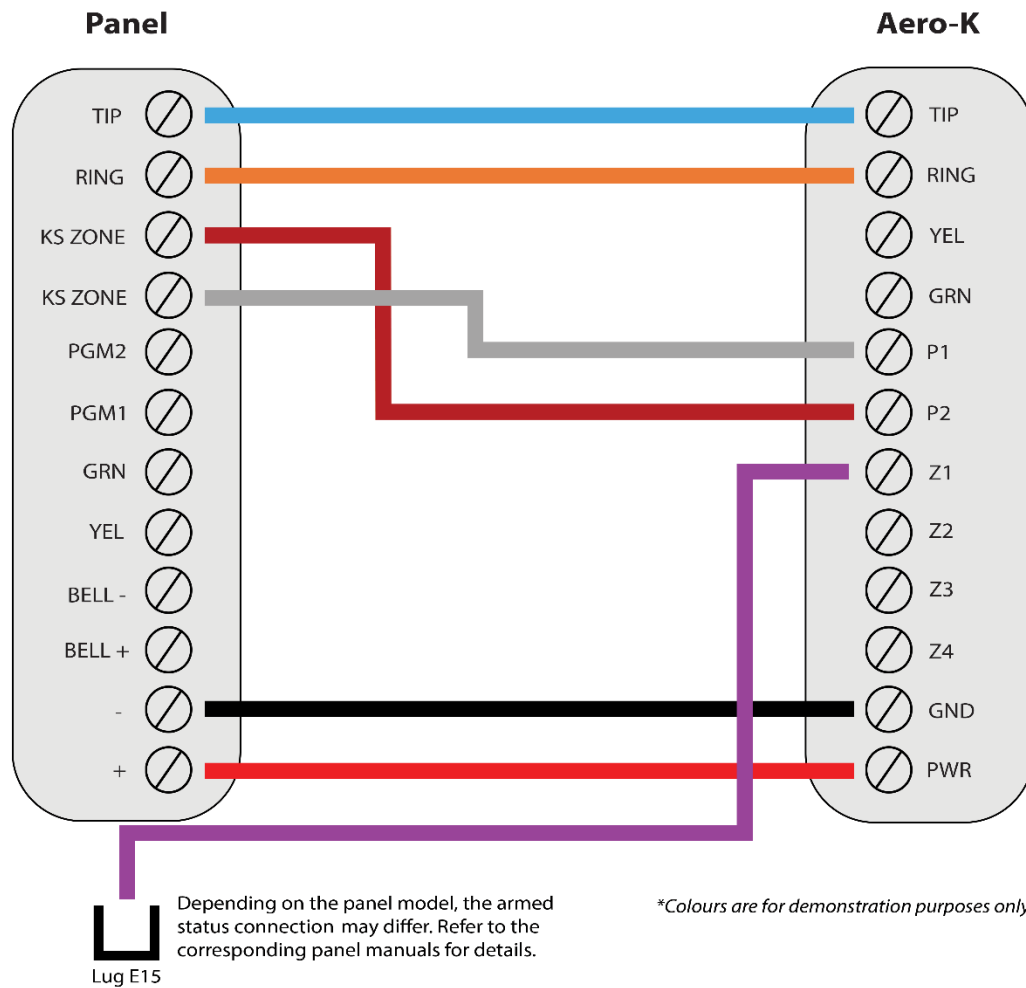 Panel
Aero-K
TIP
RING
KS ZONE
KS ZONE
PGM2
PGM1
GRN
YEL
BELL -
BELL +
-
+
TIP
RING
YEL
GRN
P1
P2
Z1
Z2
Z3
Z4
GND
PWR
Lug E15
Depending on the panel model, the armed
status connection may differ. Refer to the
corresponding panel manuals for details.
*Colours are for demonstration purposes only